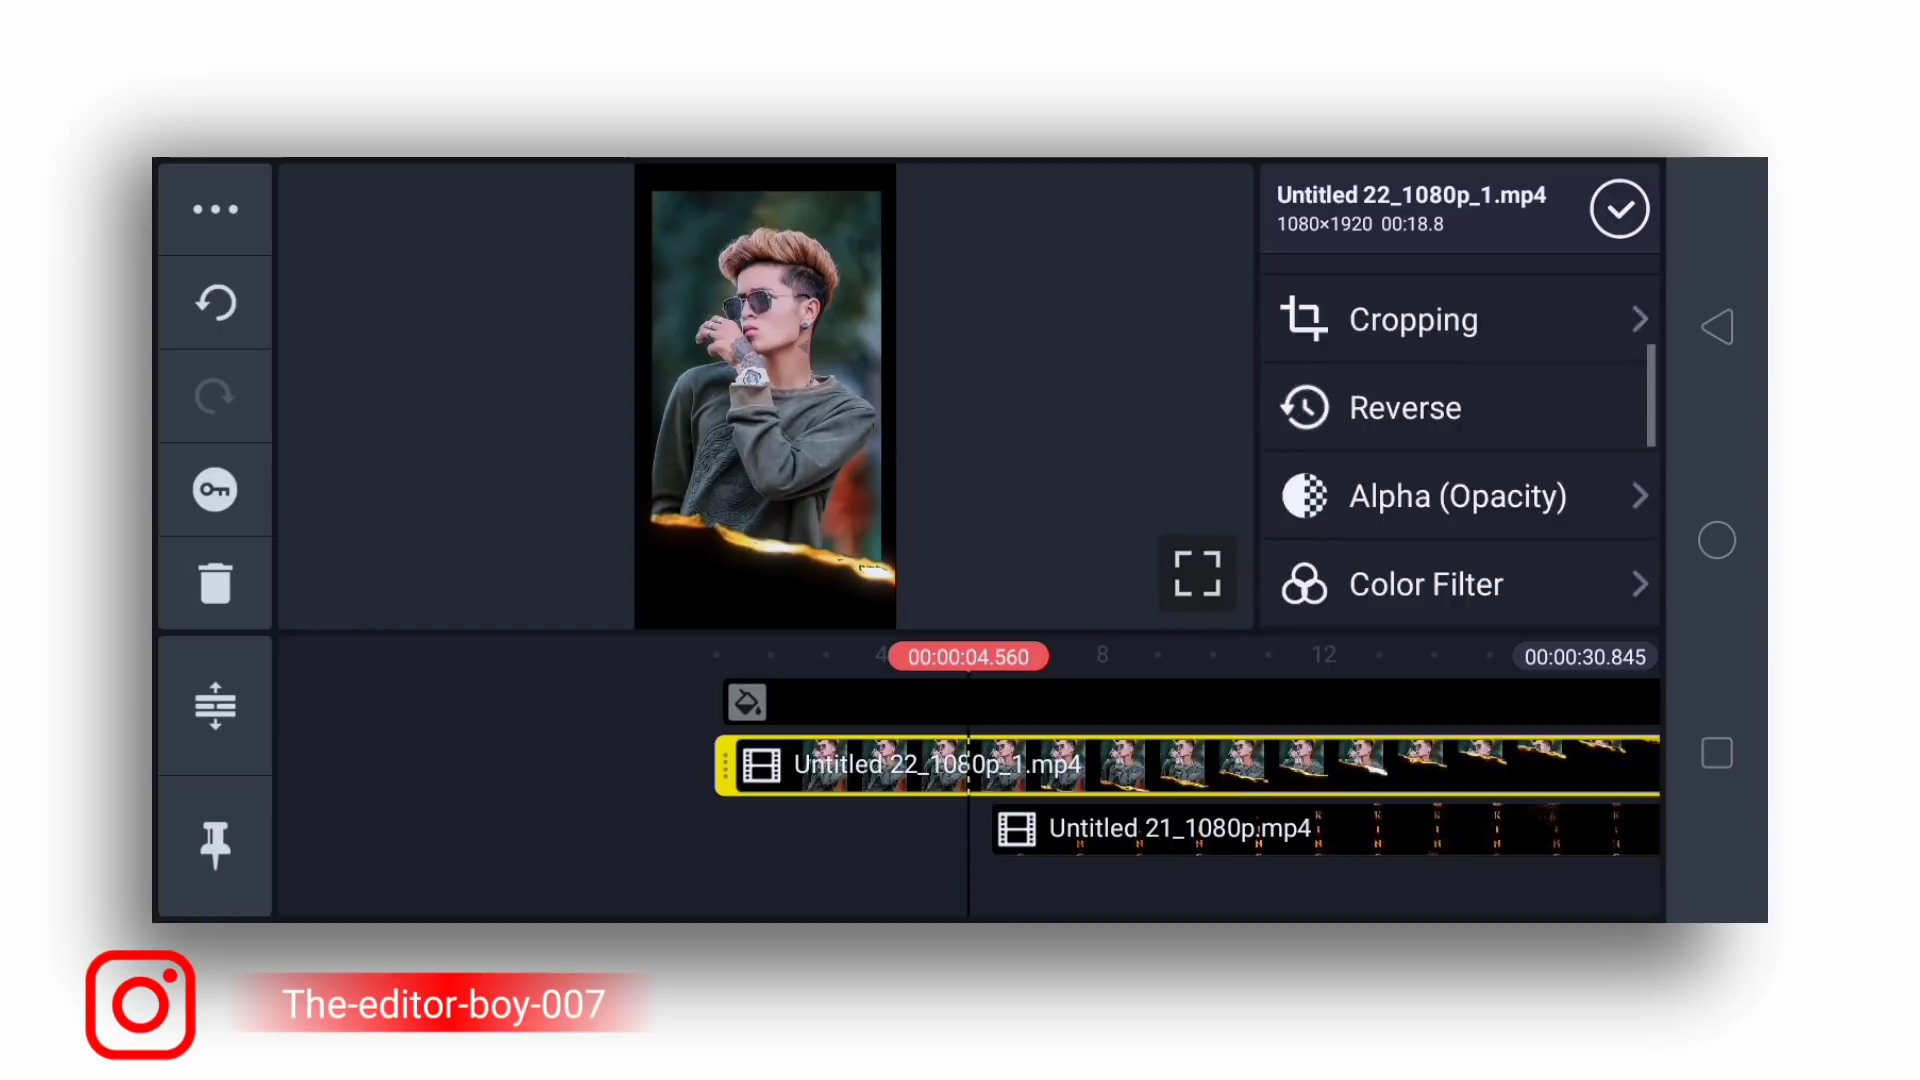 Untitled 22_1080p_1.mp4
1080×1920 00:18.8
Cropping
Reverse
Alpha (Opacity)
Color Filter
4
00:00:04.560
8
12
00:00:30.845
Untitled 22_1080p_1.mp4
Untitled 21_1080p.mp4
The-editor-boy-007